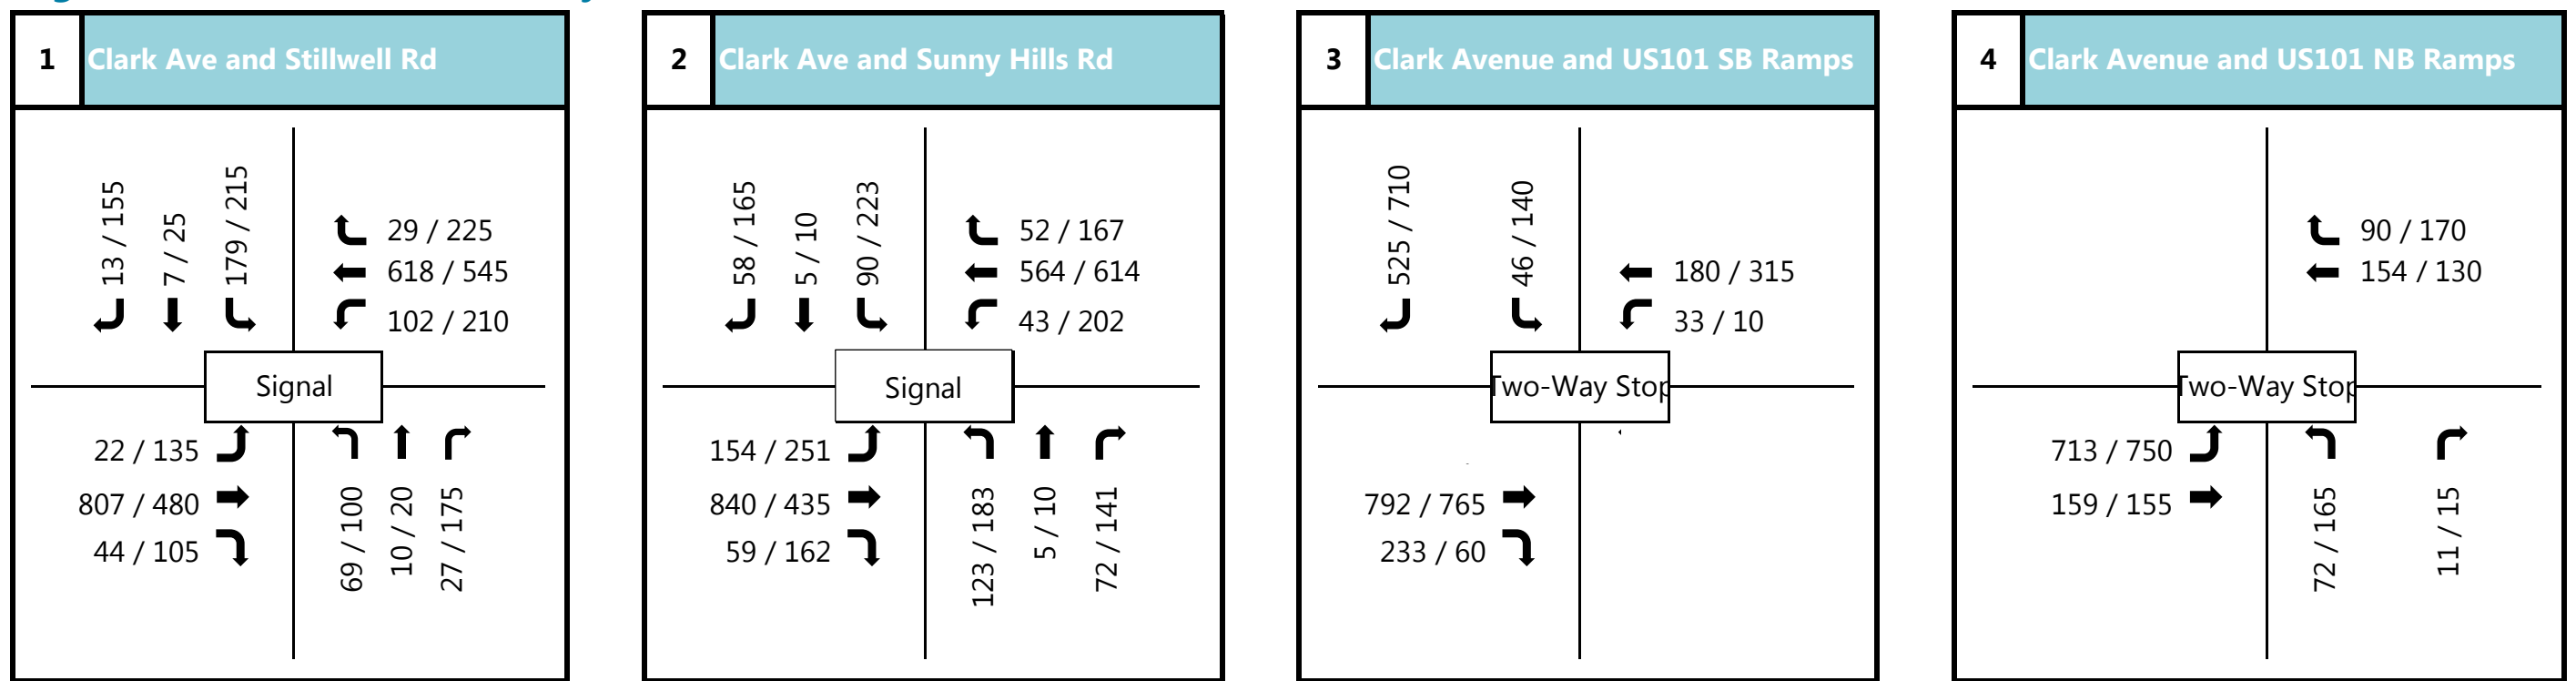 1 Clark Ave and Stillwell Rd
13 / 155
7 / 25
179 / 215
29 / 225
618 / 545
102 / 210
Signal
22 / 135
807 / 480
44 / 105
69 / 100
10 / 20
27 / 175
2 Clark Ave and Sunny Hills Rd
58 / 165
5 / 10
90 / 223
52 / 167
564 / 614
43 / 202
Signal
154 / 251
840 / 435
59 / 162
123 / 183
5 / 10
72 / 141
3 Clark Avenue and US101 SB Ramps
525 / 710
46 / 140
180 / 315
33 / 10
Two-Way Stop
792 / 765
233 / 60
4 Clark Avenue and US101 NB Ramps
90 / 170
154 / 130
Two-Way Stop
713 / 750
159 / 155
72 / 165
11 / 15